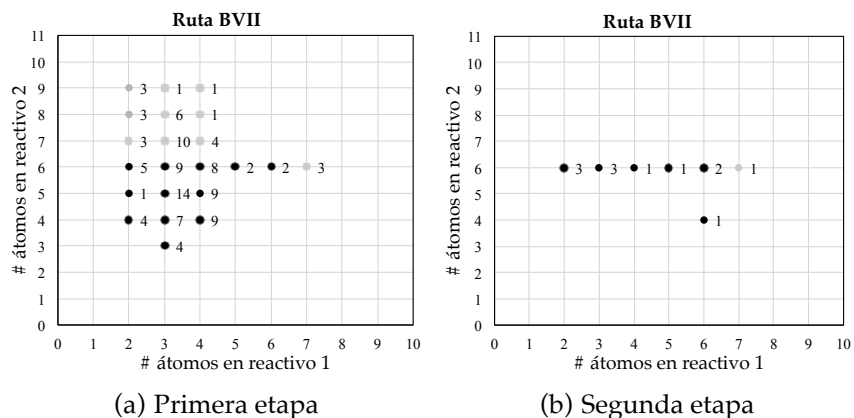 Ruta BVII
11
10
9
8
7
6
5
4
3
2
1
0
# átomos en reactivo 2
3 1 1
3 6 1
3 10 4
5 9 8 2 2 3
1 14 9
4 7 9
4
0 1 2 3 4 5 6 7 8 9 10
# átomos en reactivo 1
(a) Primera etapa
Ruta BVII
11
10
9
8
7
6
5
4
3
2
1
0
# átomos en reactivo 2
3 3 1 1 2 1
1
0 1 2 3 4 5 6 7 8 9 10
# átomos en reactivo 1
(b) Segunda etapa